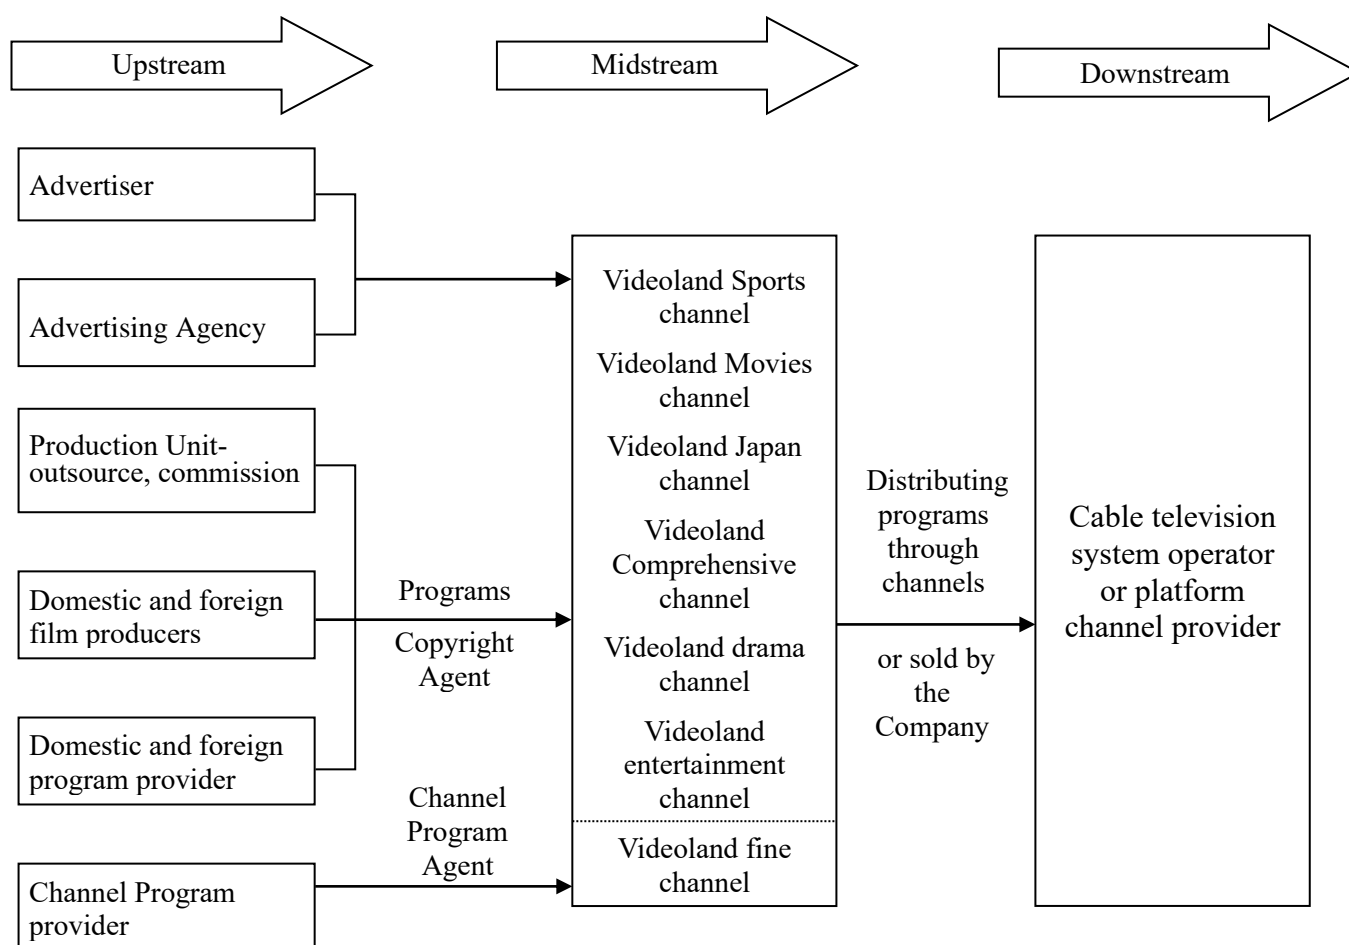 Upstream
Midstream
Downstream
Advertiser
Advertising Agency
Production Unit-
outsource, commission
Domestic and foreign
film producers
Domestic and foreign
program provider
Channel Program
provider
Programs
Copyright
Agent
Channel
Program
Agent
Videoland Sports
channel
Videoland Movies
channel
Videoland Japan
channel
Videoland
Comprehensive
channel
Videoland drama
channel
Videoland
entertainment
channel
Videoland fine
channel
Distributing
programs
through
channels
or sold by
the
Company
Cable television
system operator
or platform
channel provider